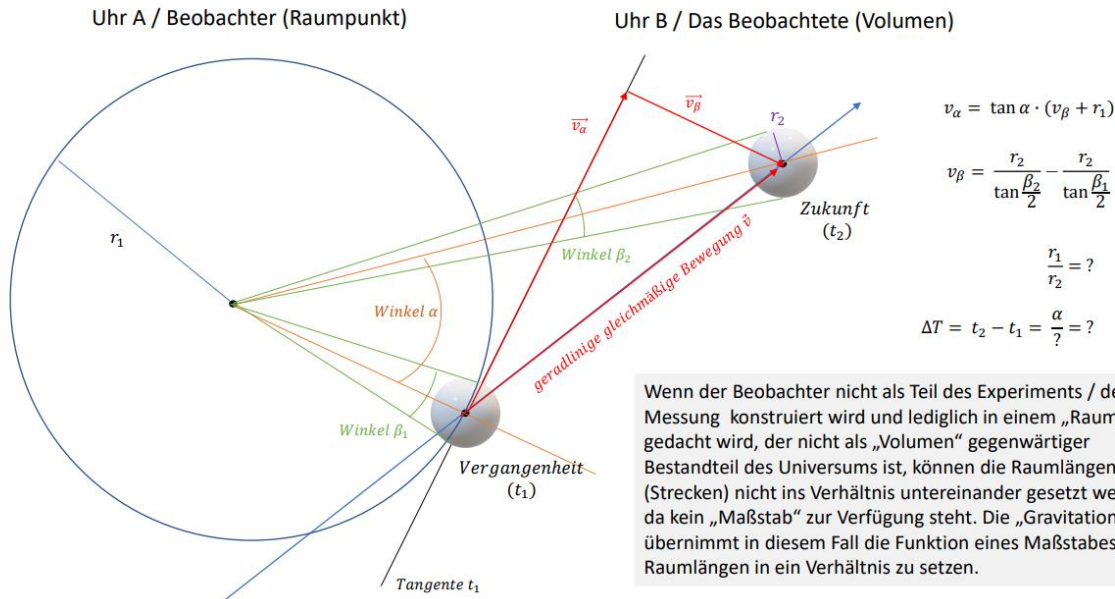 Uhr A / Beobachter (Raumpunkt)
Uhr B / Das Beobachtete (Volumen)
r₁
Winkel α
Winkel β₁
Winkel β₂
v⃗_α
v⃗_β
r₂
geradlinige gleichmäßige Bewegung v⃗
Zukunft
(t₂)
Vergangenheit
(t₁)
Tangente t₁
v_α = tan α · (v_β + r₁)
v_β = r₂ / tan β₂/2 − r₂ / tan β₁/2
r₁ / r₂ = ?
ΔT = t₂ − t₁ = α / ? = ?
Wenn der Beobachter nicht als Teil des Experiments /
Messung konstruiert wird und lediglich in einem „Raum
gedacht wird, der nicht als „Volumen“ gegenwärtiger
Bestandteil des Universums ist, können die Raumlängen
(Strecken) nicht ins Verhältnis untereinander gesetzt
da kein „Maßstab“ zur Verfügung steht. Die „Gravitation
übernimmt in diesem Fall die Funktion eines Maßstabes
Raumlängen in ein Verhältnis zu setzen.